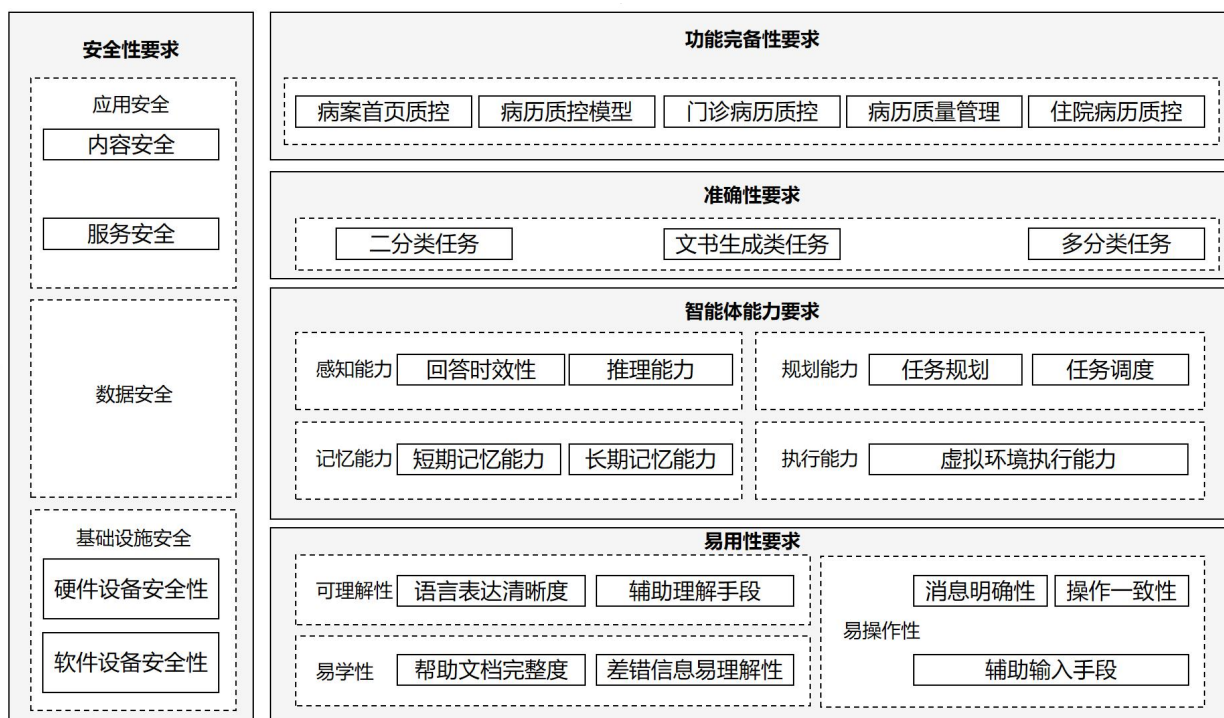 安全性要求
应用安全
内容安全
服务安全
数据安全
基础设施安全
硬件设备安全性
软件设备安全性
功能完备性要求
病案首页质控 病历质控模型 门诊病历质控 病历质量管理 住院病历质控
准确性要求
二分类任务 文书生成类任务 多分类任务
智能体能力要求
感知能力 回答时效性 推理能力
规划能力 任务规划 任务调度
记忆能力 短期记忆能力 长期记忆能力
执行能力 虚拟环境执行能力
易用性要求
可理解性 语言表达清晰度 辅助理解手段
易学性 帮助文档完整度 差错信息易理解性
消息明确性 操作一致性
易操作性
辅助输入手段